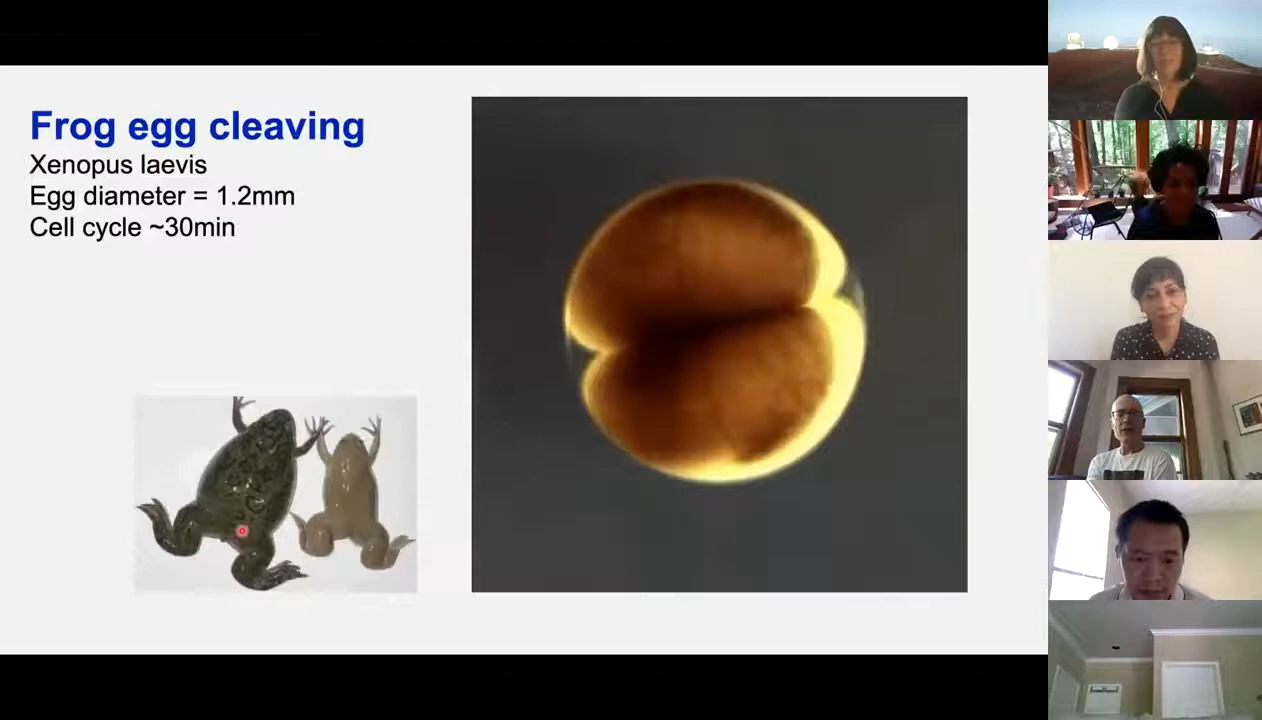 Frog egg cleaving
Xenopus laevis
Egg diameter = 1.2mm
Cell cycle ~30min